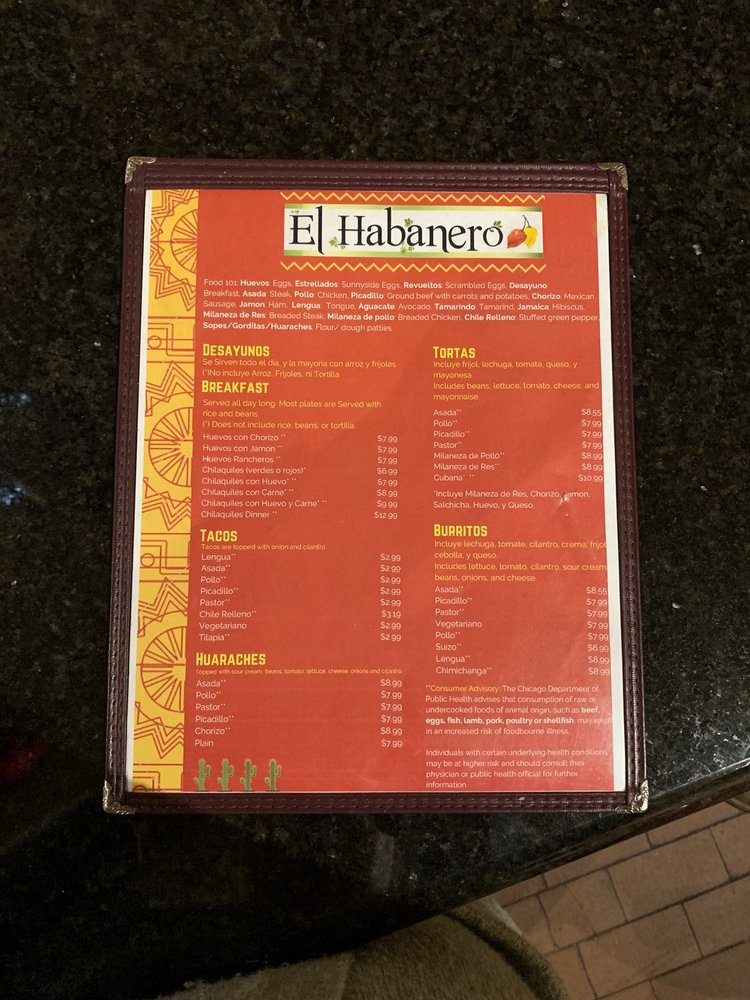 El Habanero
Food 101: Huevos: Eggs, Estrellados: Sunnyside Eggs, Revueltos: Scrambled Eggs, Desayuno:
Breakfast, Asada: Steak, Pollo: Chicken, Picadillo: Ground beef with carrots and potatoes, Chorizo: Mexican
Sausage, Jamon: Ham, Lengua: Tongue, Aguacate: Avocado, Tamarindo: Tamarind, Jamaica: Hibiscus,
Milaneza de Res: Breaded Steak, Milaneza de pollo: Breaded Chicken, Chile Relleno: Stuffed green pepper,
Sopes/Gorditas/Huaraches: Flour/ dough patties
Desayunos
Se Sirven todo el dia, y la mayoria con arroz y frijoles
(*)No incluye Arroz, Frijoles, ni Tortilla
Breakfast
Served all day long. Most plates are Served with
rice and beans
(*) Does not include rice, beans, or tortilla
Huevos con Chorizo ** $7.99
Huevos con Jamon ** $7.99
Huevos Rancheros ** $7.99
Chilaquiles (verdes o rojos)* $6.99
Chilaquiles con Huevo* ** $7.99
Chilaquiles con Carne* ** $8.99
Chilaquiles con Huevo y Carne* ** $9.99
Chilaquiles Dinner ** $12.99
Tacos
Tacos are topped with onion and cilantro
Lengua** $2.99
Asada** $2.99
Pollo** $2.99
Picadillo** $2.99
Pastor** $2.99
Chile Relleno** $3.19
Vegetariano $2.99
Tilapia** $2.99
Huaraches
Topped with sour cream, beans, tomato, lettuce, cheese, onions and cilantro
Asada** $8.99
Pollo** $7.99
Pastor** $7.99
Picadillo** $7.99
Chorizo** $8.99
Plain $7.99
Tortas
Incluye frijol, lechuga, tomate, queso, y
mayonesa
Includes beans, lettuce, tomato, cheese, and
mayonnaise
Asada** $8.55
Pollo** $7.99
Picadillo** $7.99
Pastor** $7.99
Milaneza de Pollo** $8.99
Milaneza de Res** $8.99
Cubana* ** $10.99
*Incluye Milaneza de Res, Chorizo, Jamon,
Salchicha, Huevo, y Queso.
Burritos
Incluye lechuga, tomate, cilantro, crema, frijol,
cebolla, y queso
Includes lettuce, tomato, cilantro, sour cream,
beans, onions, and cheese.
Asada** $8.55
Picadillo** $7.99
Pastor** $7.99
Vegetariano $7.99
Pollo** $7.99
Suizo** $8.99
Lengua** $8.99
Chimichanga** $8.99
**Consumer Advisory: The Chicago Department of
Public Health advises that consumption of raw or
undercooked foods of animal origin, such as beef,
eggs, fish, lamb, pork, poultry or shellfish, may result
in an increased risk of foodbourne illness.
Individuals with certain underlying health conditions
may be at higher risk and should consult their
physician or public health official for further
information.